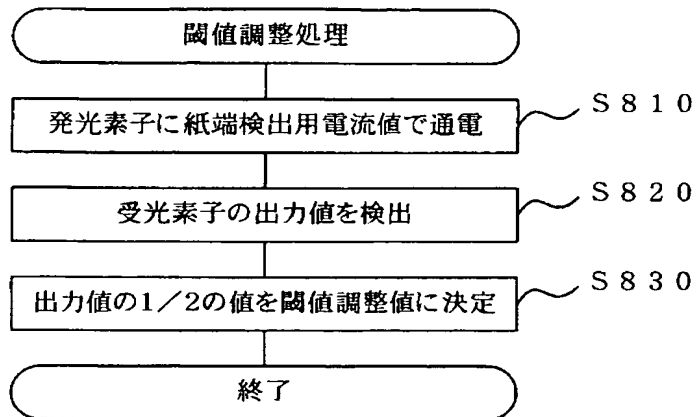 閾値調整処理
発光素子に紙端検出用電流値で通電
S810
受光素子の出力値を検出
S820
出力値の1／2の値を閾値調整値に決定
S830
終了